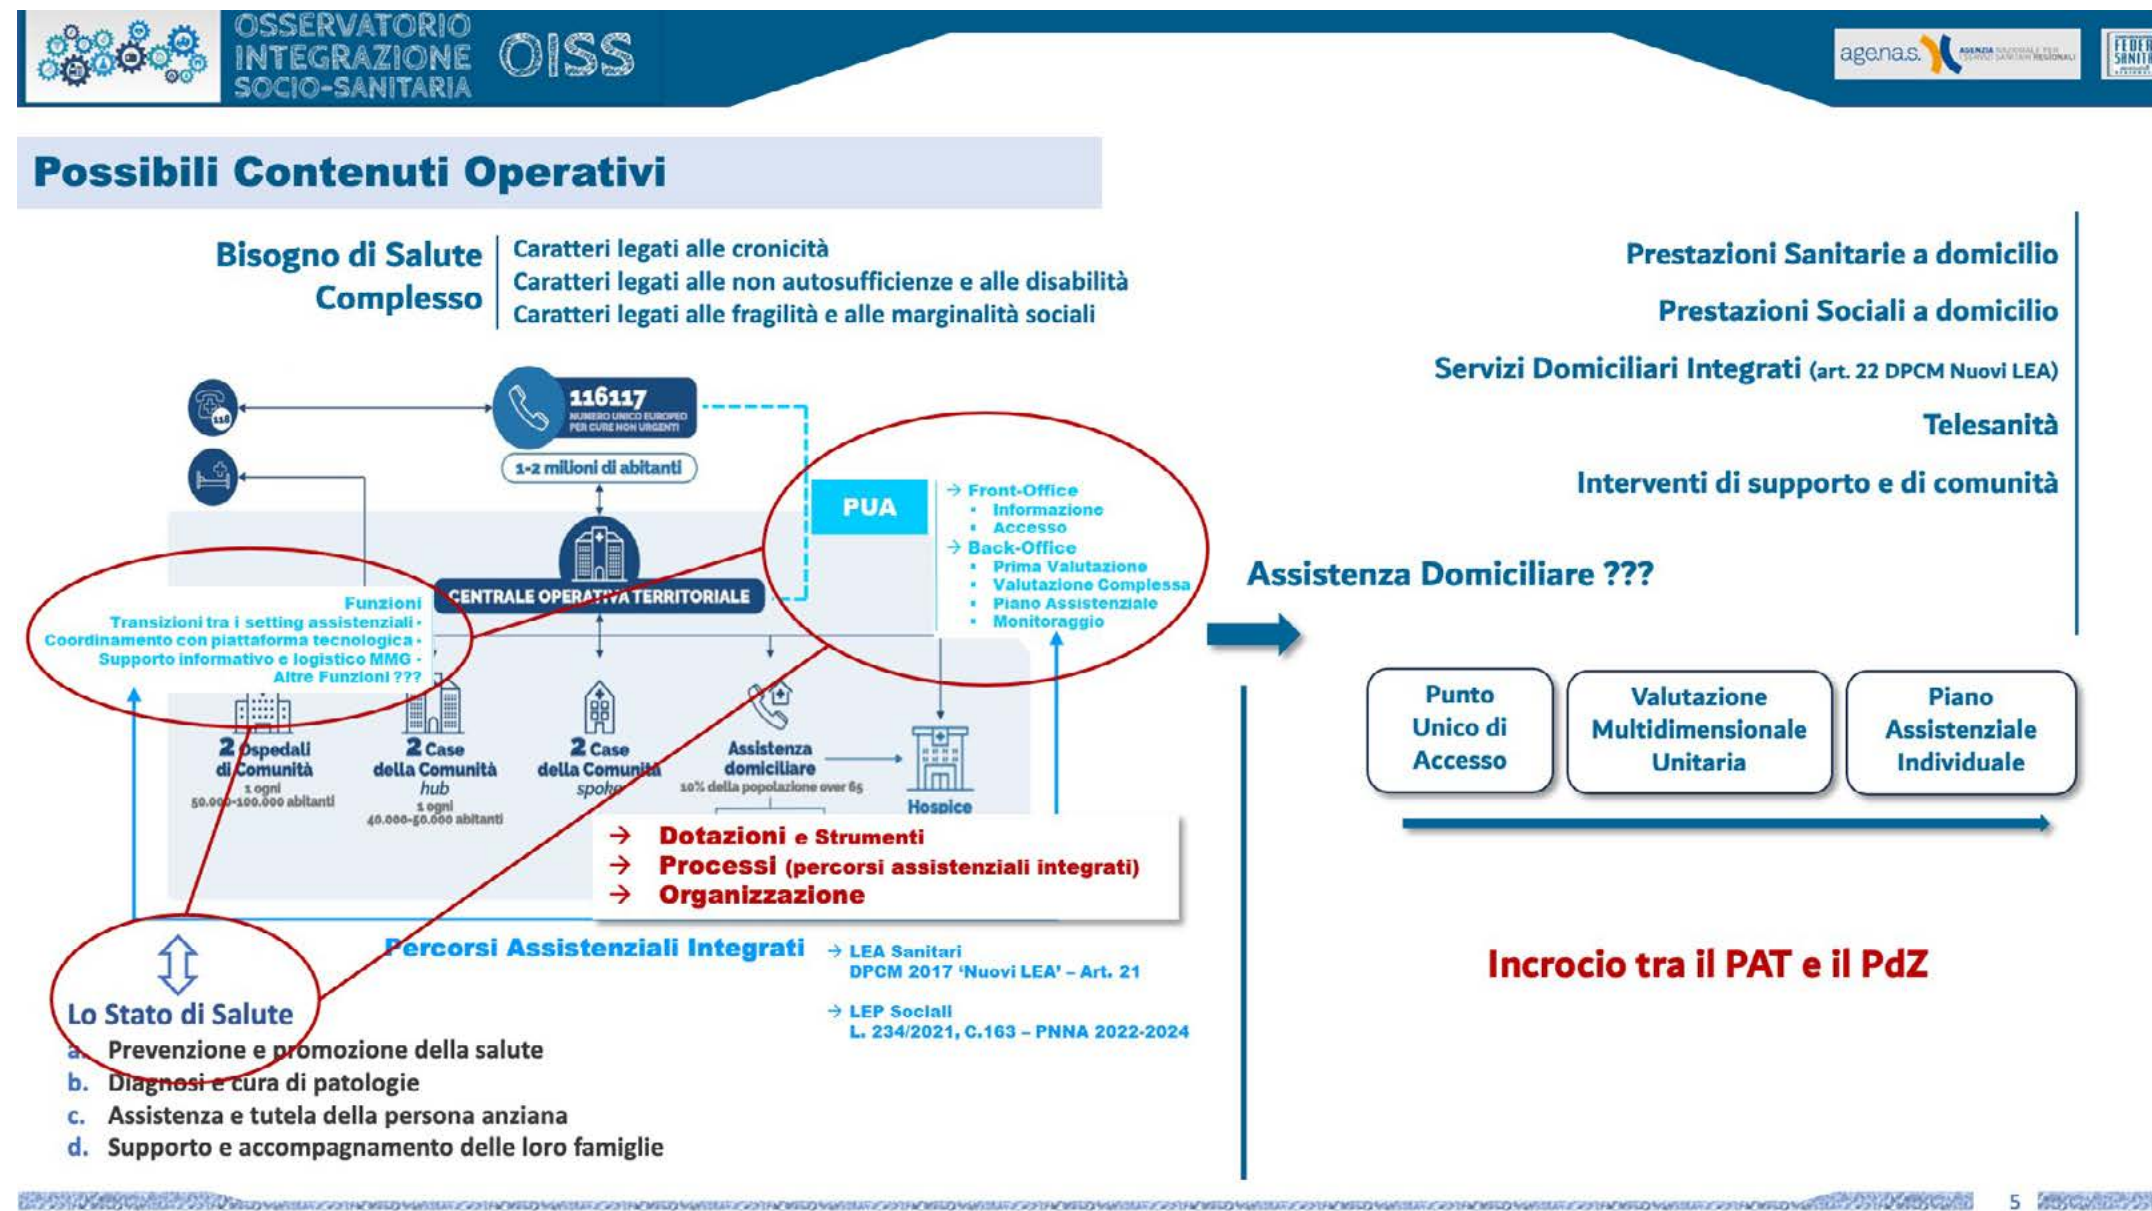 OSSERVATORIO
INTEGRAZIONE
SOCIO-SANITARIA
OISS
agenas.
AGENZIA NAZIONALE PER
I SERVIZI SANITARI REGIONALI
Possibili Contenuti Operativi
Bisogno di Salute
Complesso
Caratteri legati alle cronicità
Caratteri legati alle non autosufficienze e alle disabilità
Caratteri legati alle fragilità e alle marginalità sociali
118
116117
NUMERO UNICO EUROPEO
PER CURE NON URGENTI
1-2 milioni di abitanti
PUA
→ Front-Office
▪ Informazione
▪ Accesso
→ Back-Office
▪ Prima Valutazione
▪ Valutazione Complessa
▪ Piano Assistenziale
▪ Monitoraggio
CENTRALE OPERATIVA TERRITORIALE
Funzioni
Transizioni tra i setting assistenziali •
Coordinamento con piattaforma tecnologica •
Supporto informativo e logistico MMG •
Altre Funzioni ???
2 Ospedali
di Comunità
1 ogni
50.000-100.000 abitanti
2 Case
della Comunità
hub
1 ogni
40.000-50.000 abitanti
2 Case
della Comunità
spoke
Assistenza
domiciliare
10% della popolazione over 65
Hospice
→ Dotazioni e Strumenti
→ Processi (percorsi assistenziali integrati)
→ Organizzazione
Percorsi Assistenziali Integrati
→ LEA Sanitari
DPCM 2017 ‘Nuovi LEA’ – Art. 21
→ LEP Sociali
L. 234/2021, C.163 – PNNA 2022-2024
Lo Stato di Salute
a. Prevenzione e promozione della salute
b. Diagnosi e cura di patologie
c. Assistenza e tutela della persona anziana
d. Supporto e accompagnamento delle loro famiglie
Prestazioni Sanitarie a domicilio
Prestazioni Sociali a domicilio
Servizi Domiciliari Integrati (art. 22 DPCM Nuovi LEA)
Telesanità
Interventi di supporto e di comunità
Assistenza Domiciliare ???
Punto
Unico di
Accesso
Valutazione
Multidimensionale
Unitaria
Piano
Assistenziale
Individuale
Incrocio tra il PAT e il PdZ
5